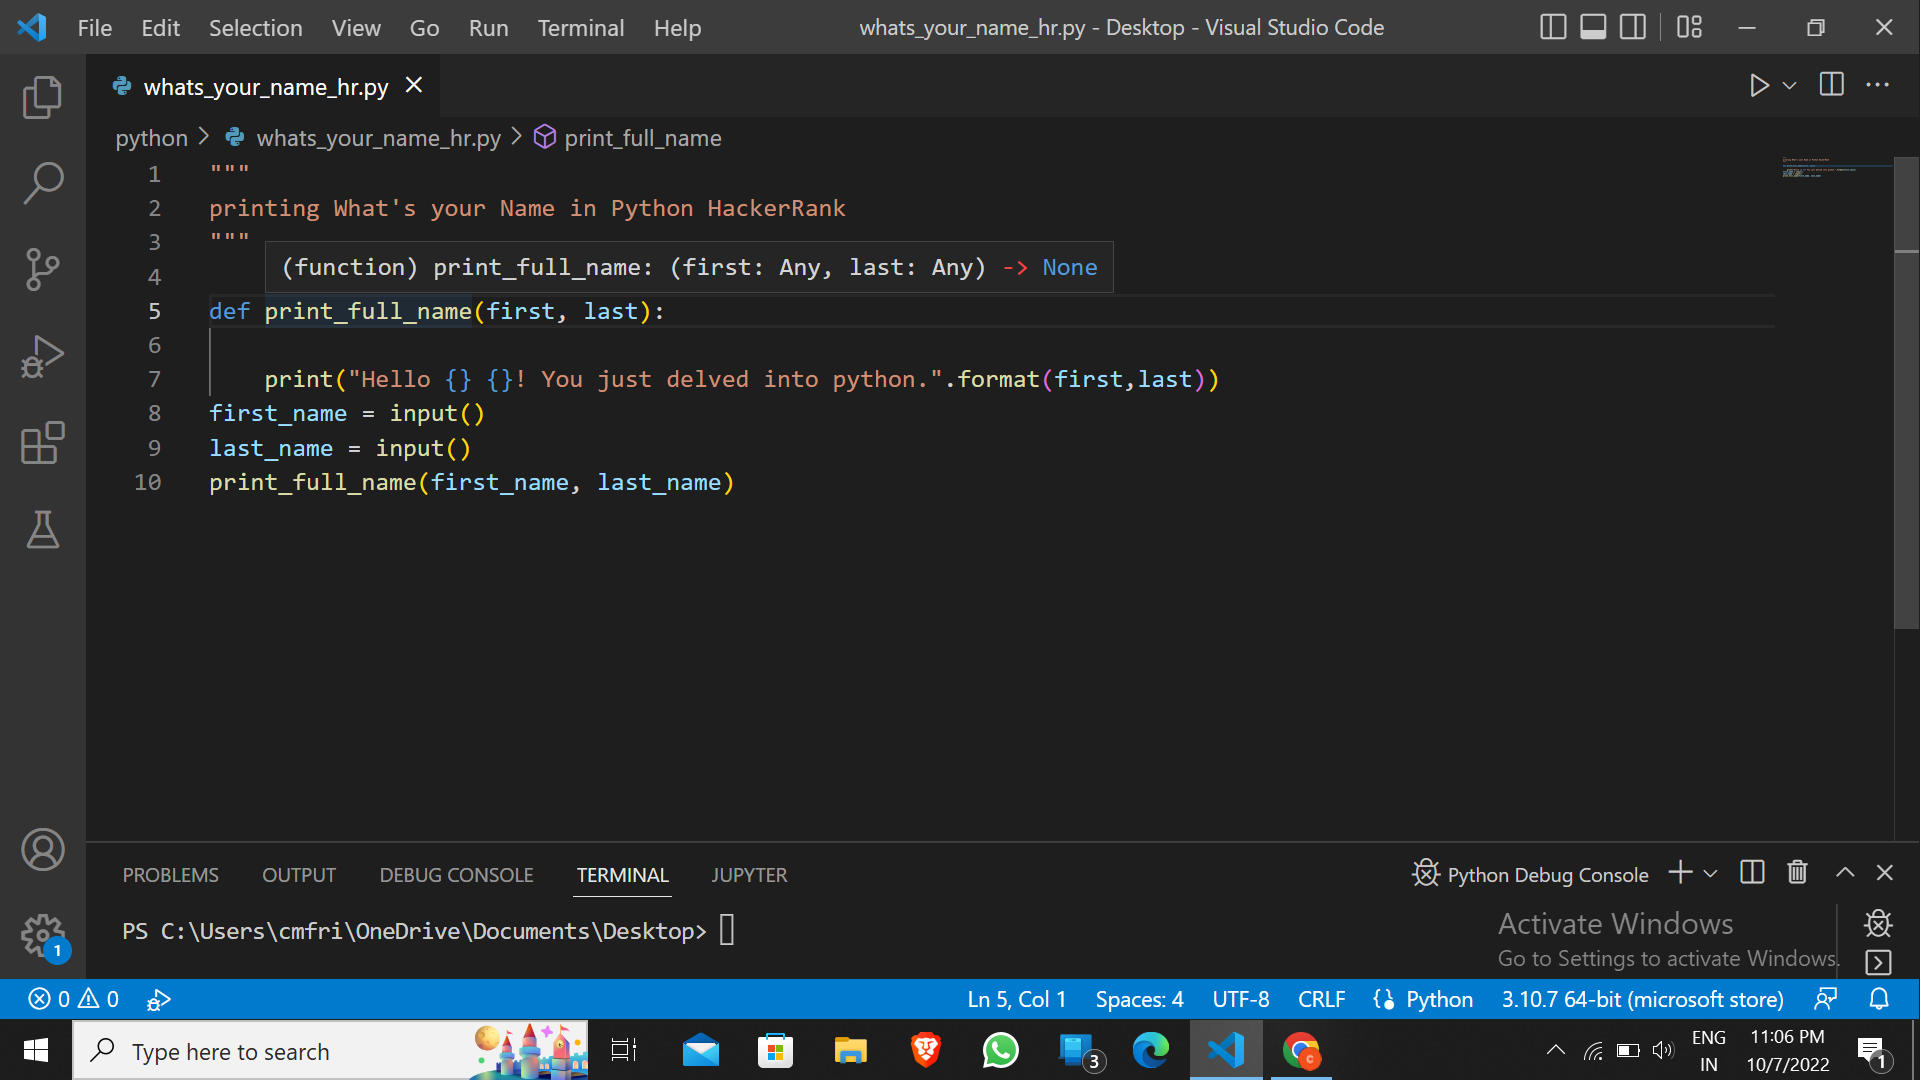 File Edit Selection View Go Run Terminal Help whats_your_name_hr.py - Desktop - Visual Studio Code
whats_your_name_hr.py
python > whats_your_name_hr.py > print_full_name
1 """
2 printing What's your Name in Python HackerRank
3 """
(function) print_full_name: (first: Any, last: Any) -> None
4
5 def print_full_name(first, last):
6
7 print("Hello {} {}! You just delved into python.".format(first,last))
8 first_name = input()
9 last_name = input()
10 print_full_name(first_name, last_name)
PROBLEMS OUTPUT DEBUG CONSOLE TERMINAL JUPYTER Python Debug Console
PS C:\Users\cmfri\OneDrive\Documents\Desktop>
Activate Windows
Go to Settings to activate Windows.
1
0 0 Ln 5, Col 1 Spaces: 4 UTF-8 CRLF Python 3.10.7 64-bit (microsoft store)
Type here to search 3 C ENG 11:06 PM
IN 10/7/2022 1